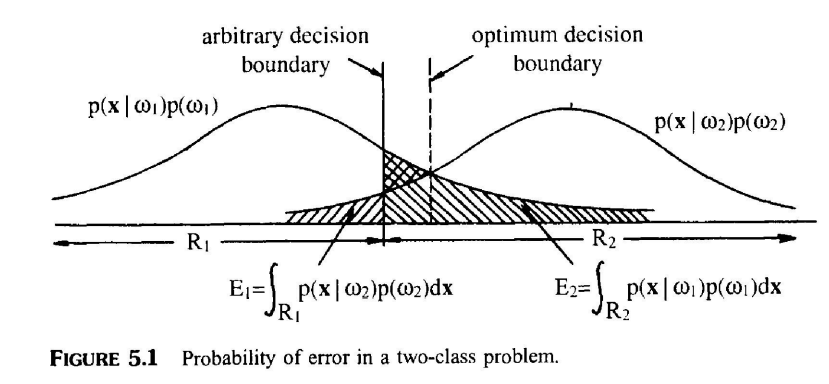 arbitrary decision
boundary
optimum decision
boundary
p(x | ω₁)p(ω₁)
p(x | ω₂)p(ω₂)
R₁
R₂
E₁=∫R₁ p(x | ω₂)p(ω₂)dx
E₂=∫R₂ p(x | ω₁)p(ω₁)dx
FIGURE 5.1 Probability of error in a two-class problem.